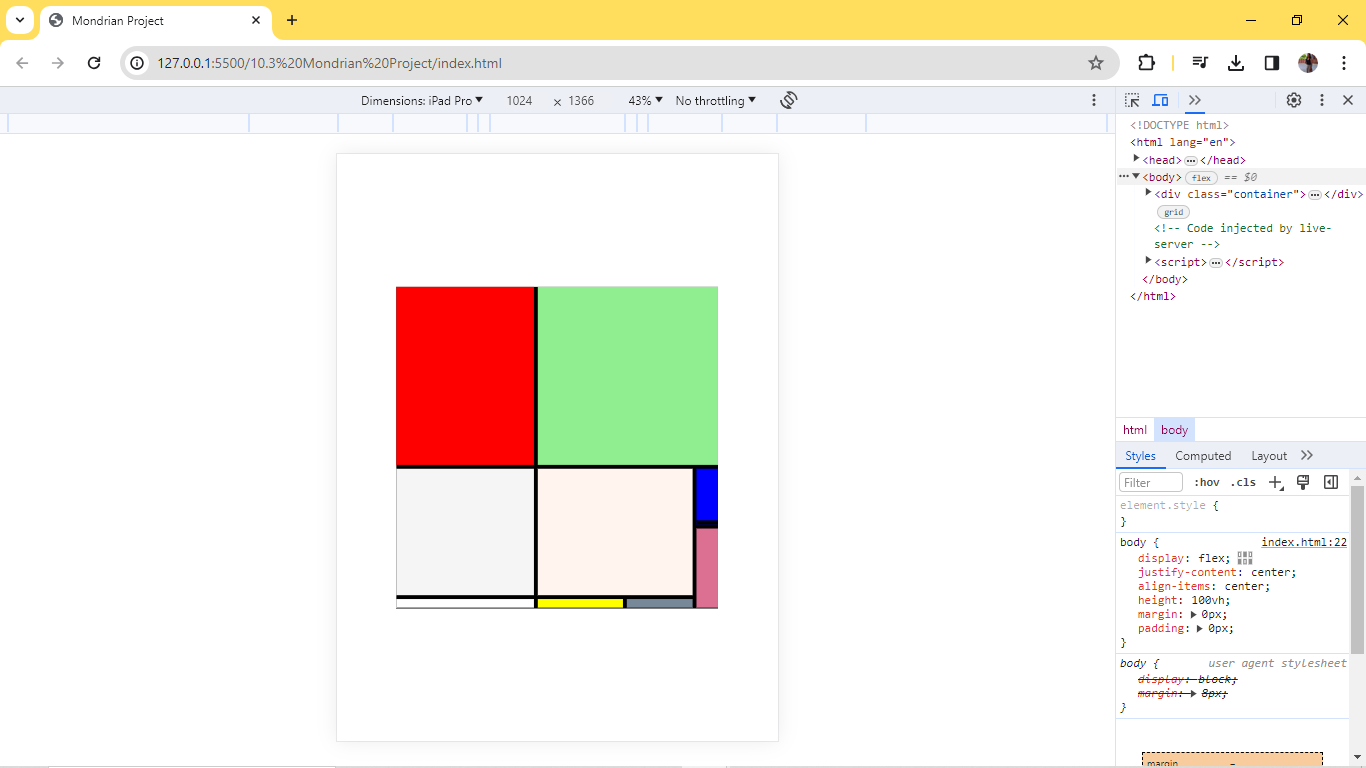 Mondrian Project
127.0.0.1:5500/10.3%20Mondrian%20Project/index.html
Dimensions: iPad Pro 1024 × 1366 43% No throttling
<!DOCTYPE html>
<html lang="en">
<head> ••• </head>
••• <body> flex == $0
<div class="container"> ••• </div>
grid
<!-- Code injected by live-
server -->
<script> ••• </script>
</body>
</html>
html body
Styles Computed Layout
Filter :hov .cls
element.style {
}
body { index.html:22
display: flex;
justify-content: center;
align-items: center;
height: 100vh;
margin: 0px;
padding: 0px;
}
body { user agent stylesheet
display: block;
margin: 8px;
}
margin –